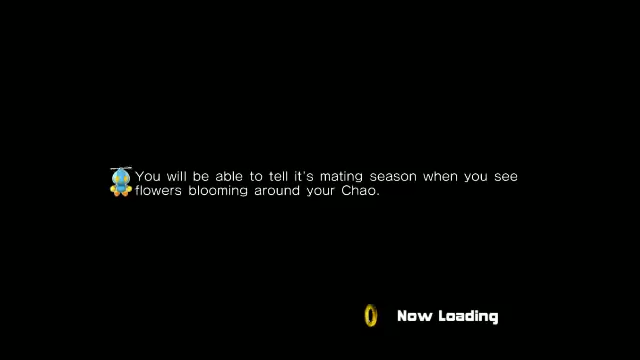 You will be able to tell it's mating season when you see
flowers blooming around your Chao.
Now Loading